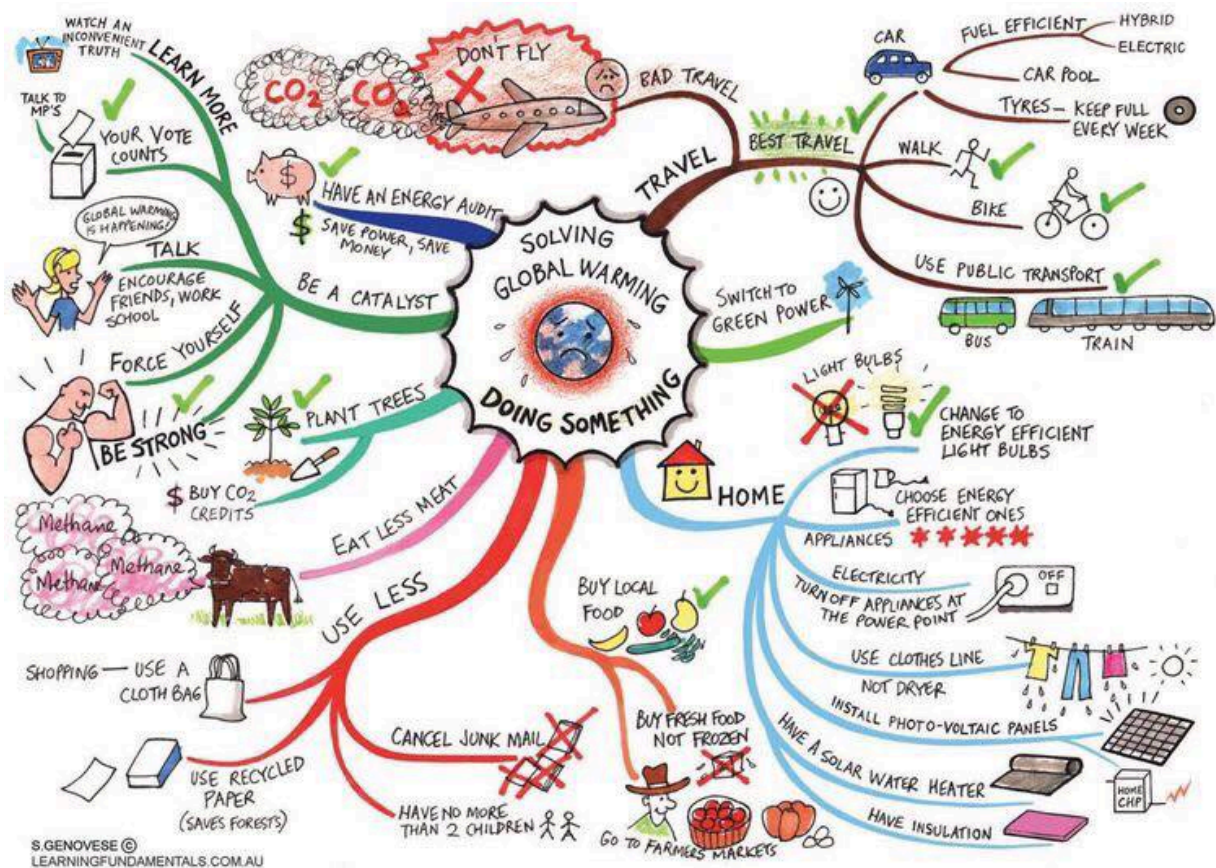 SOLVING
GLOBAL WARMING
DOING SOMETHING
TRAVEL
BAD TRAVEL
DON'T FLY
CO2
CO2
BEST TRAVEL
CAR
FUEL EFFICIENT
HYBRID
ELECTRIC
CAR POOL
TYRES – KEEP FULL
EVERY WEEK
WALK
BIKE
USE PUBLIC TRANSPORT
BUS
TRAIN
SWITCH TO
GREEN POWER
HOME
LIGHT BULBS
CHANGE TO
ENERGY EFFICIENT
LIGHT BULBS
CHOOSE ENERGY
EFFICIENT ONES
APPLIANCES
ELECTRICITY
TURN OFF APPLIANCES AT
THE POWER POINT
OFF
USE CLOTHES LINE
NOT DRYER
INSTALL PHOTO-VOLTAIC PANELS
HOME
CHP
HAVE A SOLAR WATER HEATER
HAVE INSULATION
BUY LOCAL
FOOD
BUY FRESH FOOD
NOT FROZEN
GO TO FARMERS MARKETS
USE LESS
SHOPPING — USE A
CLOTH BAG
USE RECYCLED
PAPER
(SAVES FORESTS)
CANCEL JUNK MAIL
HAVE NO MORE
THAN 2 CHILDREN
EAT LESS MEAT
Methane
Methane
Methane
PLANT TREES
$ BUY CO2
CREDITS
BE A CATALYST
LEARN MORE
WATCH AN
INCONVENIENT
TRUTH
YOUR VOTE
COUNTS
TALK TO
MP'S
TALK
GLOBAL WARMING
IS HAPPENING!
ENCOURAGE
FRIENDS, WORK
SCHOOL
FORCE YOURSELF
BE STRONG
HAVE AN ENERGY AUDIT
$
$
SAVE POWER, SAVE
MONEY
S.GENOVESE ©
LEARNINGFUNDAMENTALS.COM.AU